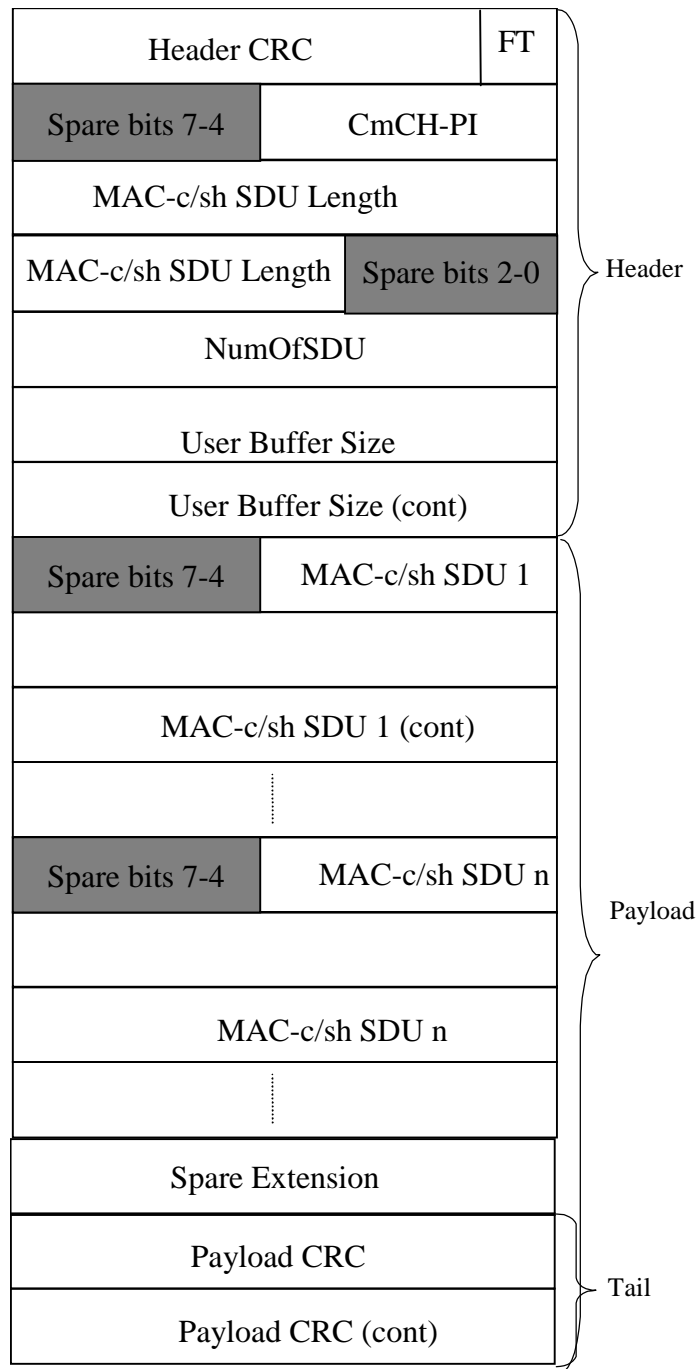 Header CRC FT
Spare bits 7-4 CmCH-PI
MAC-c/sh SDU Length
MAC-c/sh SDU Length Spare bits 2-0
Header
NumOfSDU
User Buffer Size
User Buffer Size (cont)
Spare bits 7-4 MAC-c/sh SDU 1
MAC-c/sh SDU 1 (cont)
Spare bits 7-4 MAC-c/sh SDU n
Payload
MAC-c/sh SDU n
Spare Extension
Payload CRC
Tail
Payload CRC (cont)